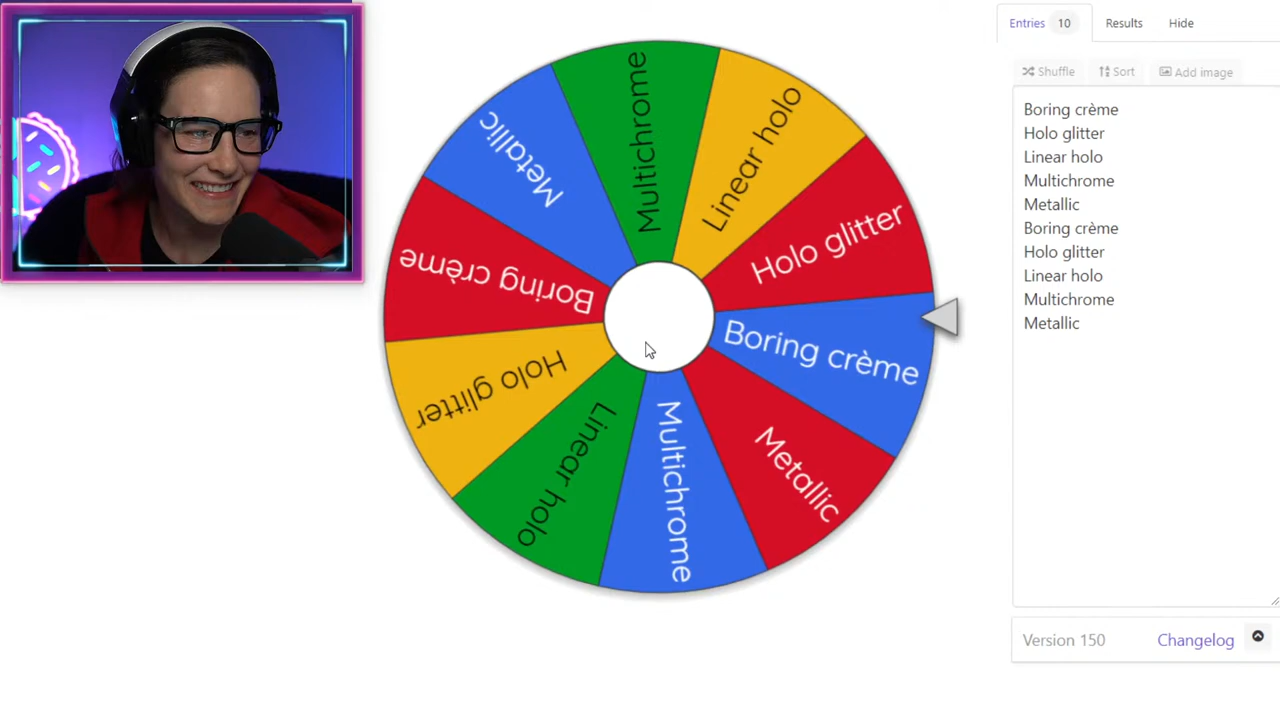 Entries 10 Results Hide
Shuffle Sort Add image
Boring crème
Holo glitter
Linear holo
Multichrome
Metallic
Boring crème
Holo glitter
Linear holo
Multichrome
Metallic
Version 150 Changelog
Multichrome
Linear holo
Holo glitter
Boring crème
Metallic
Multichrome
Linear holo
Holo glitter
Boring crème
Metallic